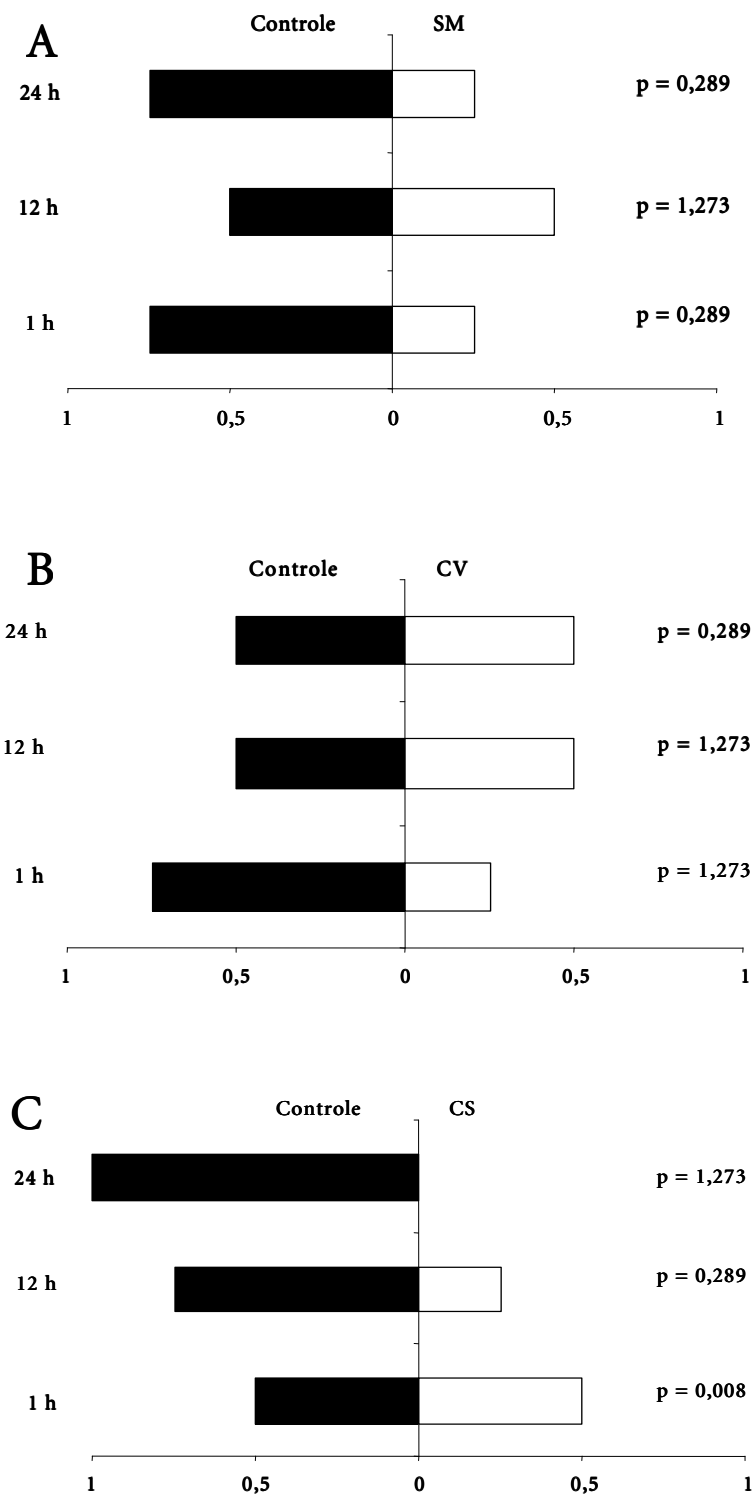 A
Controle SM
24 h p = 0,289
12 h p = 1,273
1 h p = 0,289
1 0,5 0 0,5 1
B
Controle CV
24 h p = 0,289
12 h p = 1,273
1 h p = 1,273
1 0,5 0 0,5 1
C
Controle CS
24 h p = 1,273
12 h p = 0,289
1 h p = 0,008
1 0,5 0 0,5 1